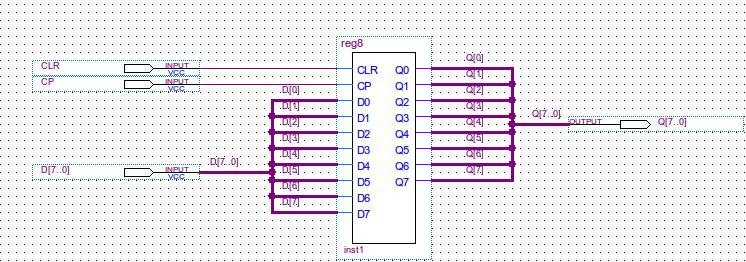 reg8
CLR INPUT VCC
CP INPUT VCC
D[7..0] INPUT VCC
D[7..0]
D[0]
D[1]
D[2]
D[3]
D[4]
D[5]
D[6]
D[7]
CLR Q0
CP Q1
D0 Q2
D1 Q3
D2 Q4
D3 Q5
D4 Q6
D5 Q7
D6
D7
inst1
Q[0]
Q[1]
Q[2]
Q[3]
Q[4]
Q[5]
Q[6]
Q[7]
Q[7..0]
OUTPUT Q[7..0]